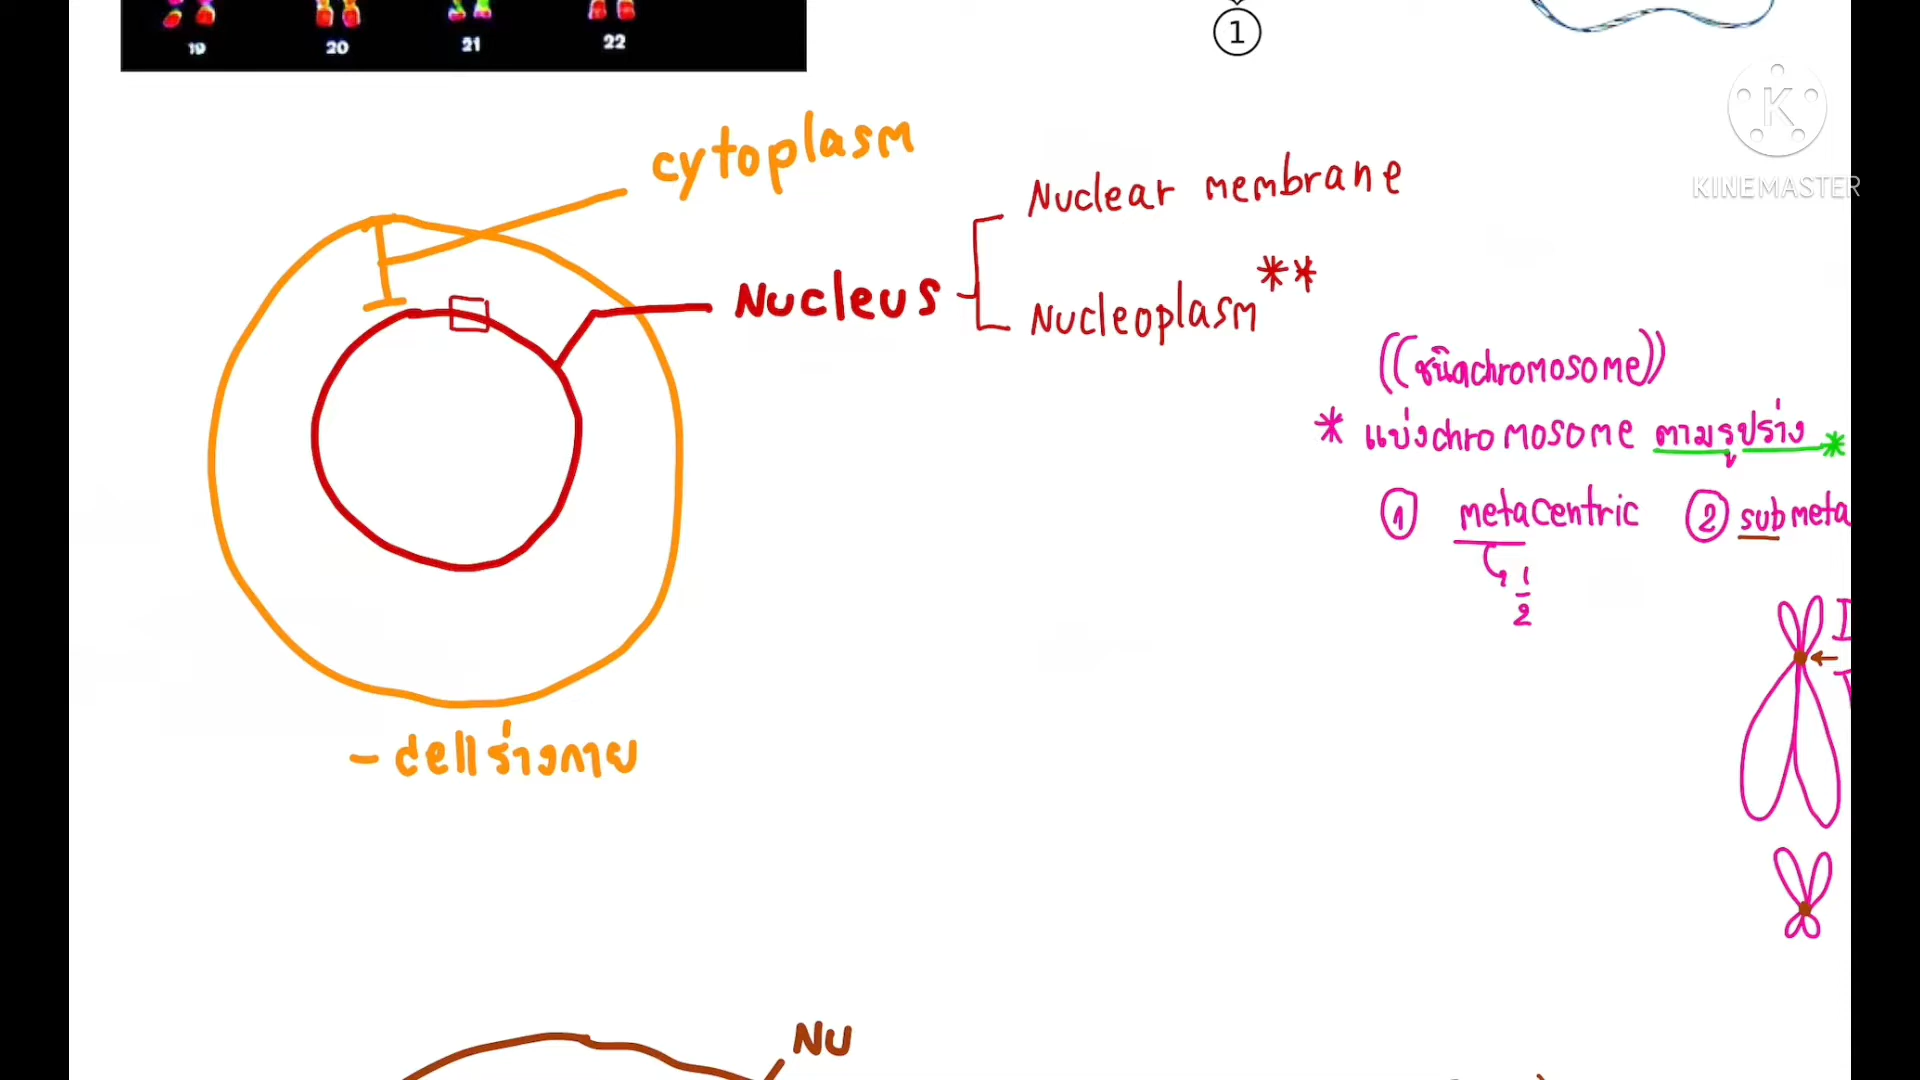 19 20 21 22
1
K
KINEMASTER
cytoplasm
Nuclear membrane
Nucleus
Nucleoplasm**
((ชนิดchromosome))
* แบ่งchromosome ตามรูปร่าง *
① metacentric ② submeta
1/2
- cellร่างกาย
NU